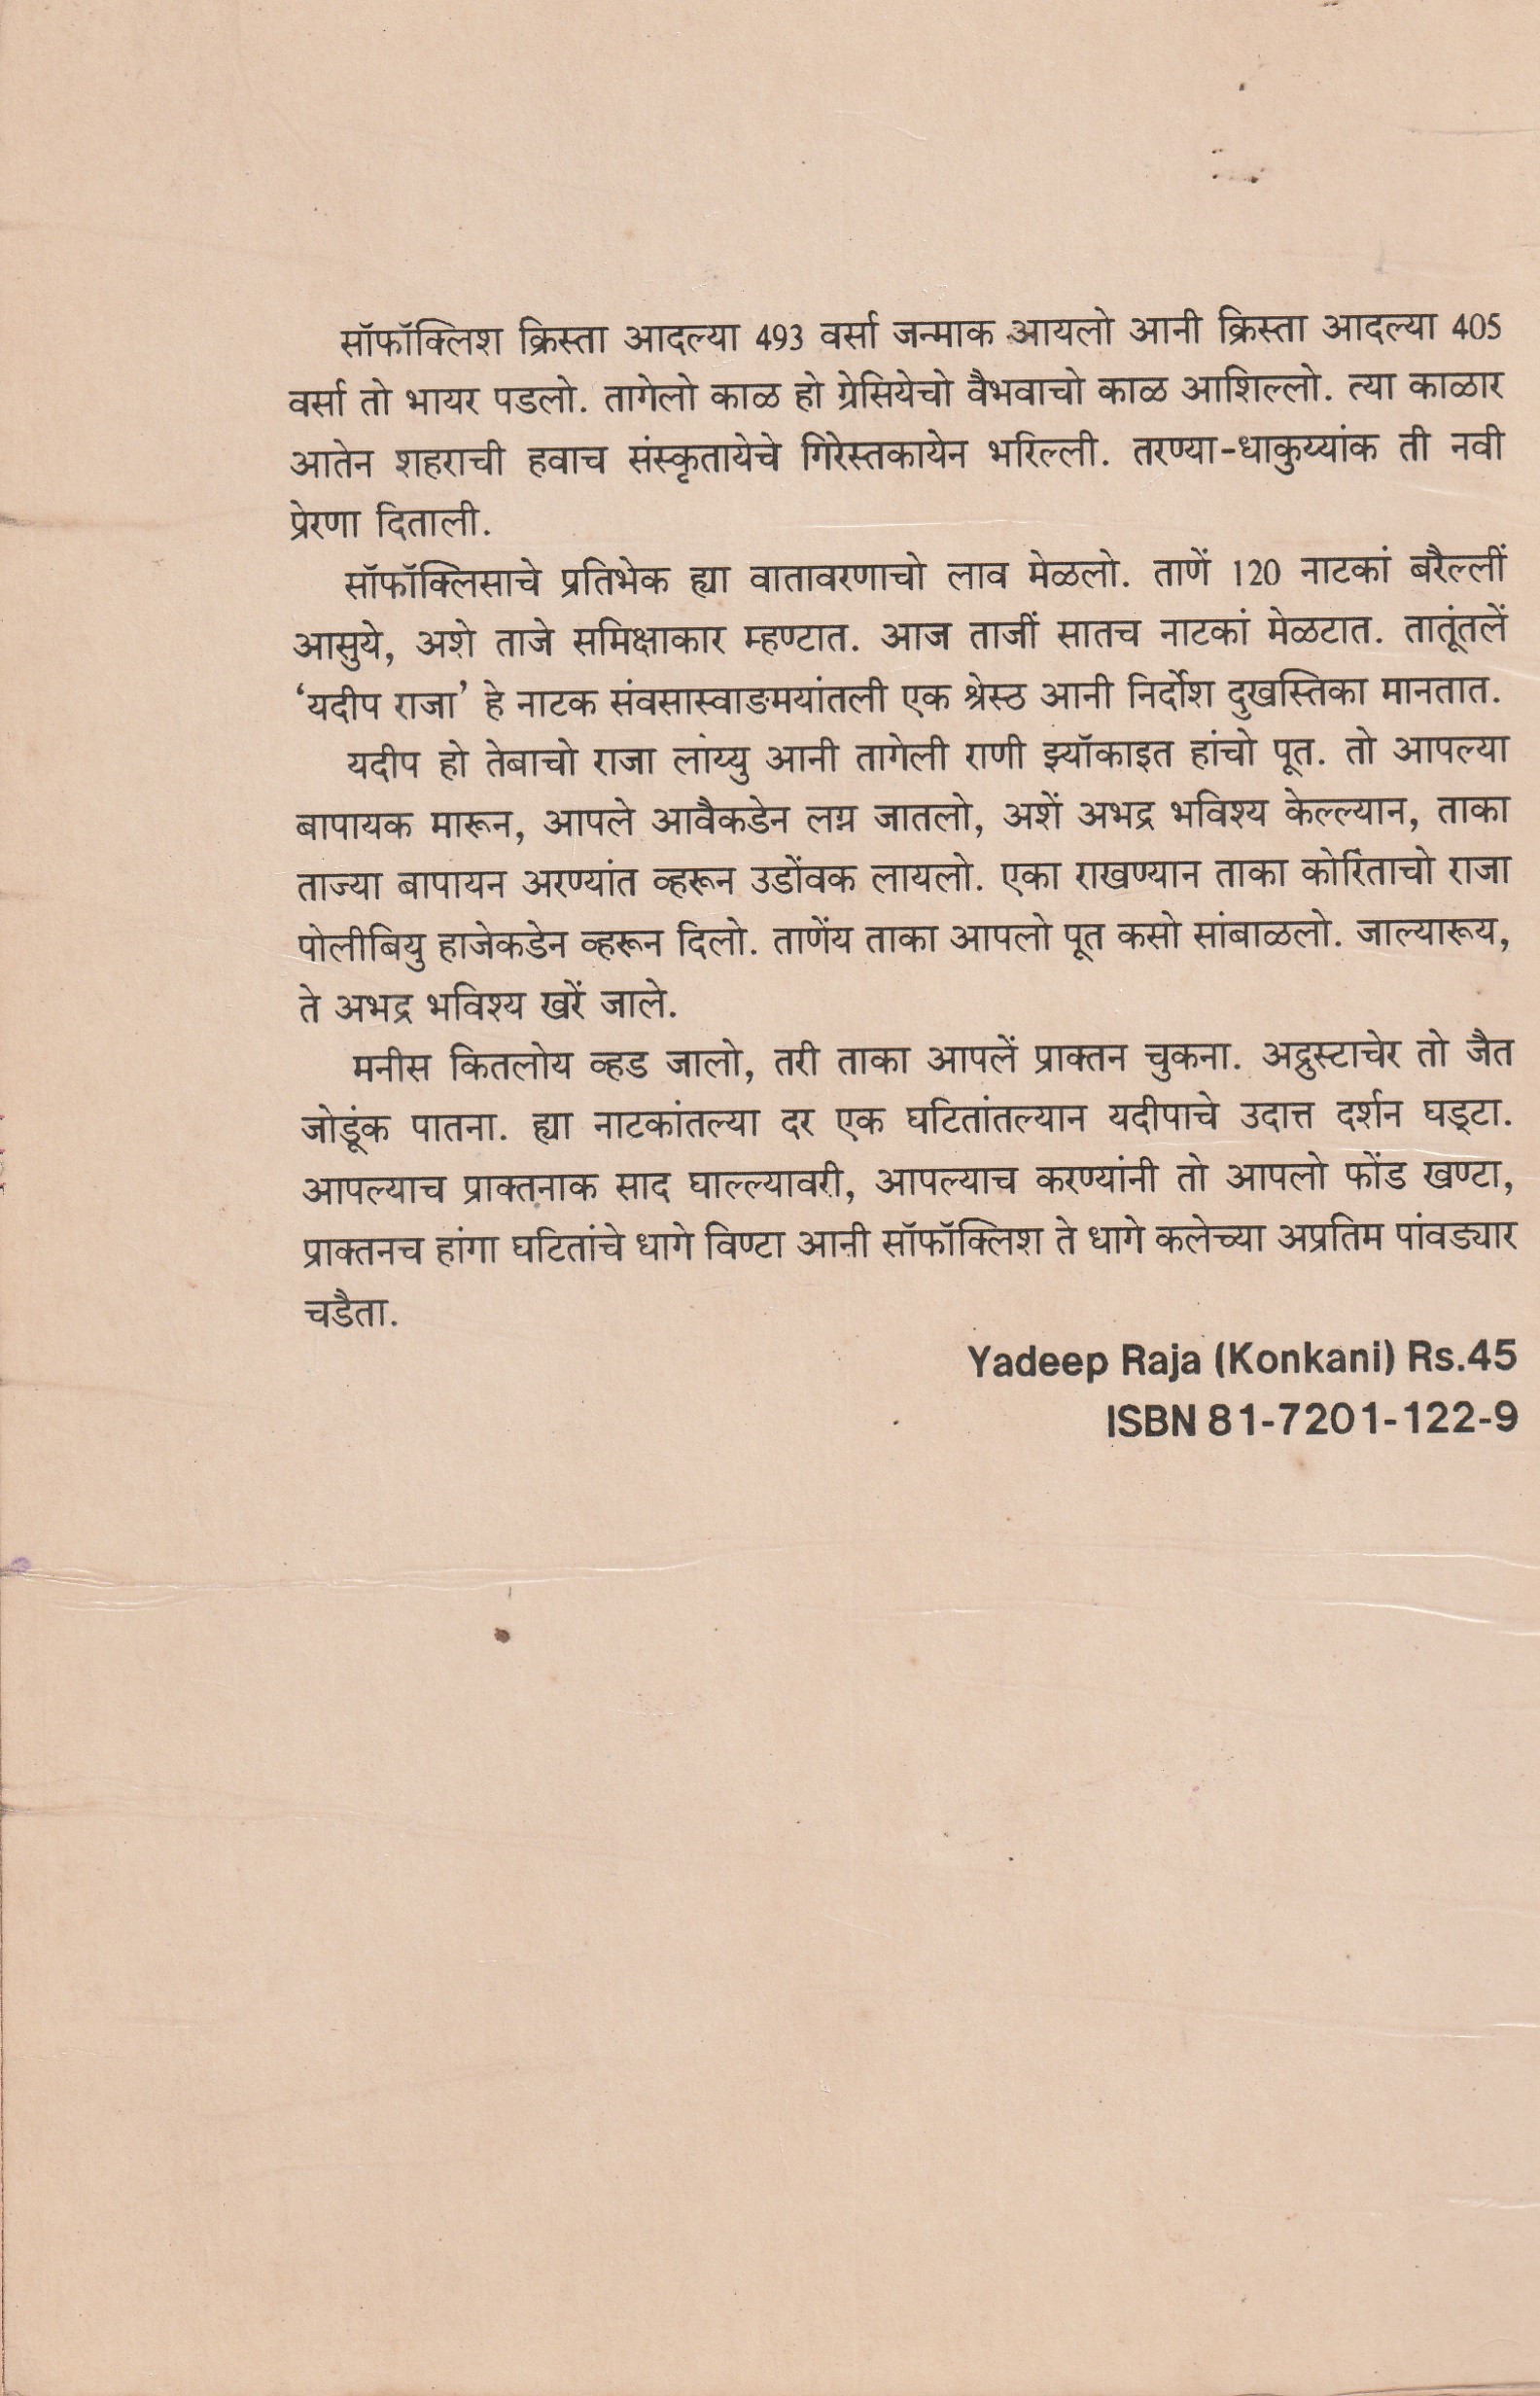 सॉफॉक्लिश क्रिस्ता आदल्या 493 वर्सा जन्माक आयलो आनी क्रिस्ता आदल्या 405
वर्सा तो भायर पडलो. तागेलो काळ हो ग्रेसियेचो वैभवाचो काळ आशिल्लो. त्या काळार
आतेन शहराची हवाच संस्कृतायेचे गिरेस्तकायेन भरिल्ली. तरण्या-धाकुय्यांक ती नवी
प्रेरणा दिताली.
सॉफॉक्लिसाचे प्रतिभेक ह्या वातावरणाचो लाव मेळलो. ताणें 120 नाटकां बरैल्लीं
आसुये, अशे ताजे समिक्षाकार म्हण्टात. आज ताजीं सातच नाटकां मेळटात. तातूंतलें
‘यदीप राजा’ हे नाटक संवसास्वाङमयांतली एक श्रेस्ठ आनी निर्दोश दुखस्तिका मानतात.
यदीप हो तेबाचो राजा लाय्यु आनी तागेली राणी झ्यॉकाइत हांचो पूत. तो आपल्या
बापायक मारून, आपले आवैकडेन लग्न जातलो, अशें अभद्र भविश्य केल्ल्यान, ताका
ताज्या बापायन अरण्यांत व्हरून उडोंवक लायलो. एका राखण्यान ताका कोरिंताचो राजा
पोलीबियु हाजेकडेन व्हरून दिलो. ताणेंय ताका आपलो पूत कसो सांबाळलो. जाल्यारूय,
ते अभद्र भविश्य खरें जाले.
मनीस कितलोय व्हड जालो, तरी ताका आपलें प्राक्तन चुकना. अद्रुस्टाचेर तो जैत
जोडूंक पातना. ह्या नाटकांतल्या दर एक घटितांतल्यान यदीपाचे उदात्त दर्शन घड्टा.
आपल्याच प्राक्तनाक साद घाल्ल्यावरी, आपल्याच करण्यांनी तो आपलो फोंड खण्टा,
प्राक्तनच हांगा घटितांचे धागे विण्टा आनी सॉफॉक्लिश ते धागे कलेच्या अप्रतिम पांवड्यार
चडैता.
Yadeep Raja (Konkani) Rs.45
ISBN 81-7201-122-9